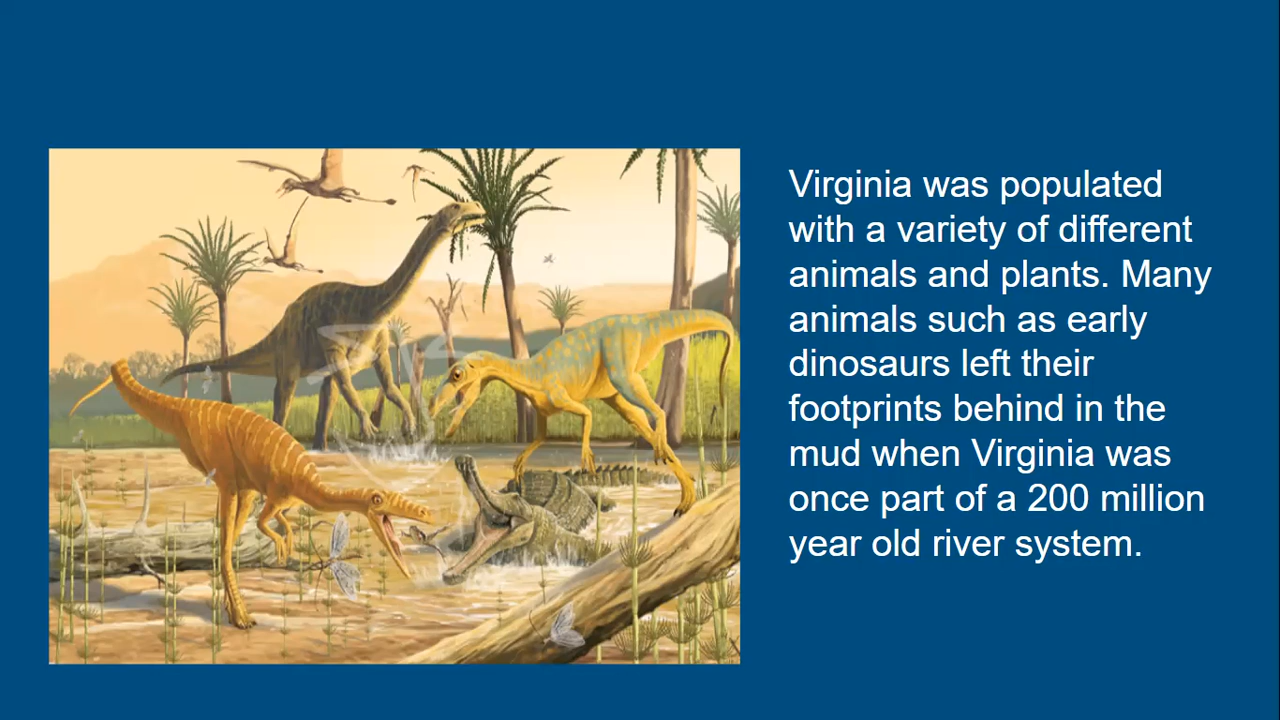 Virginia was populated
with a variety of different
animals and plants. Many
animals such as early
dinosaurs left their
footprints behind in the
mud when Virginia was
once part of a 200 million
year old river system.